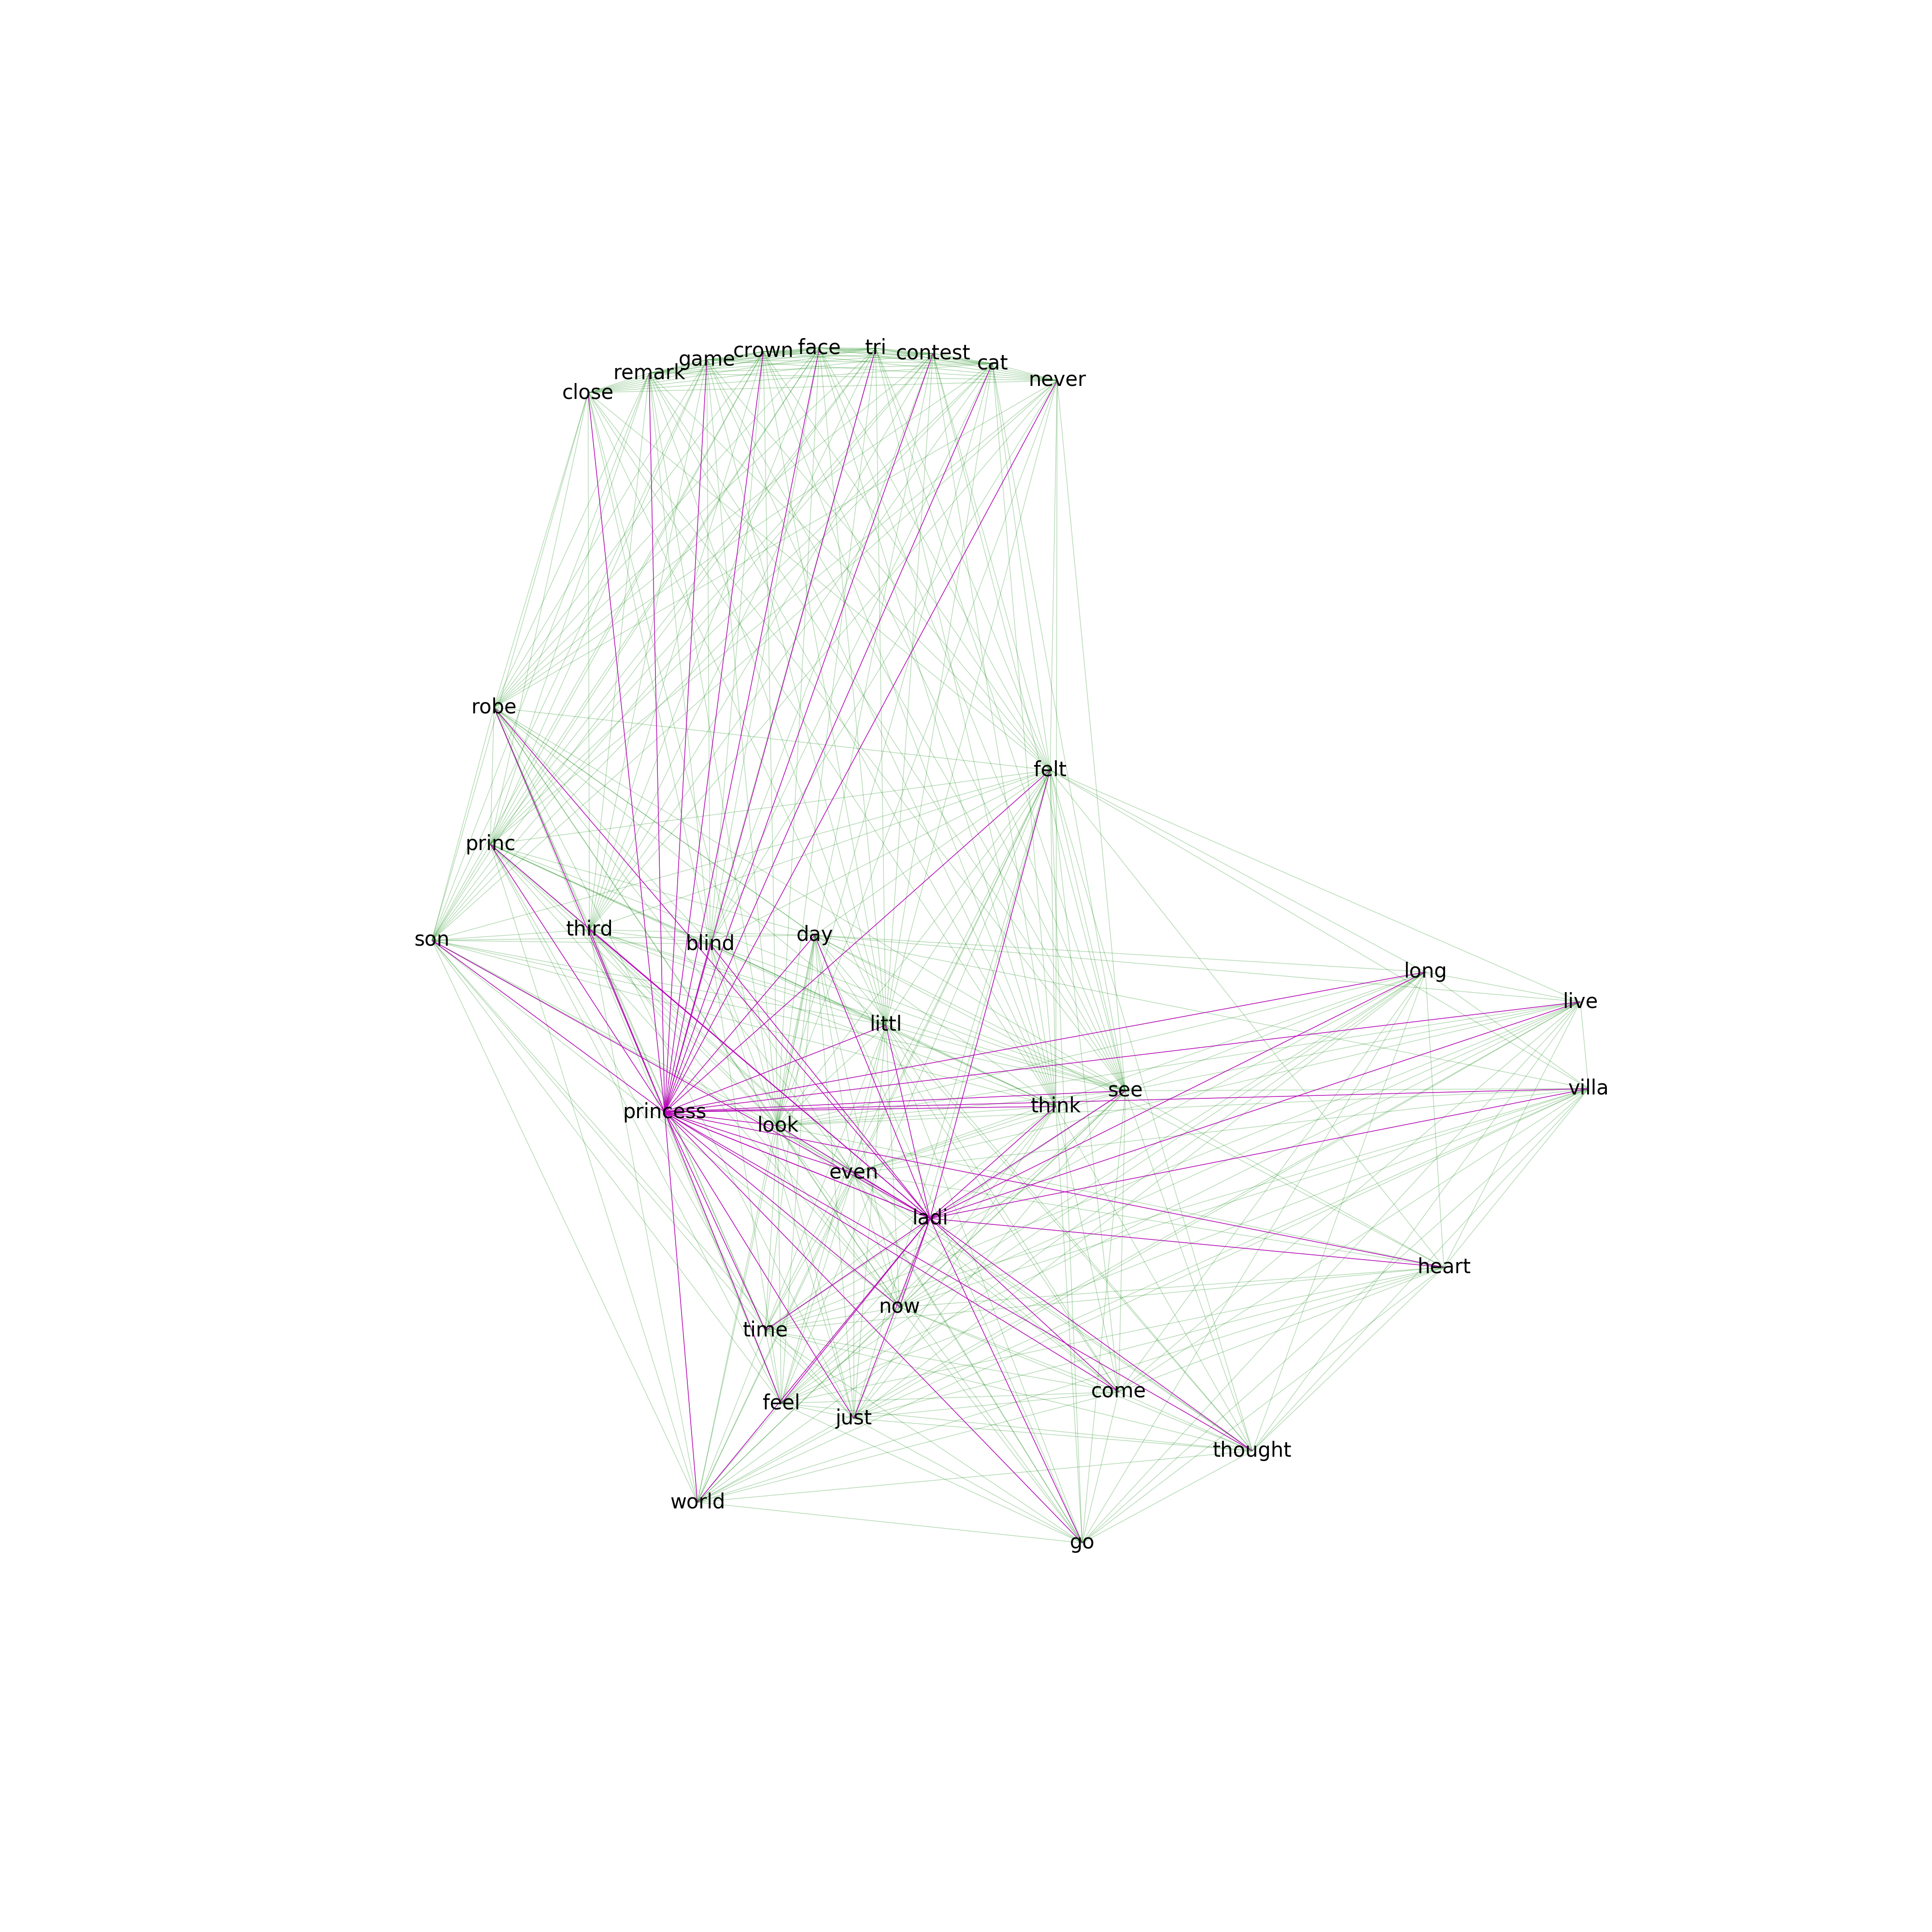 face
tri
crown
contest
game
cat
remark
never
close
robe
felt
princ
third
day
son
blind
long
live
littl
villa
see
think
princess
look
even
ladi
heart
now
time
come
feel
just
thought
world
go